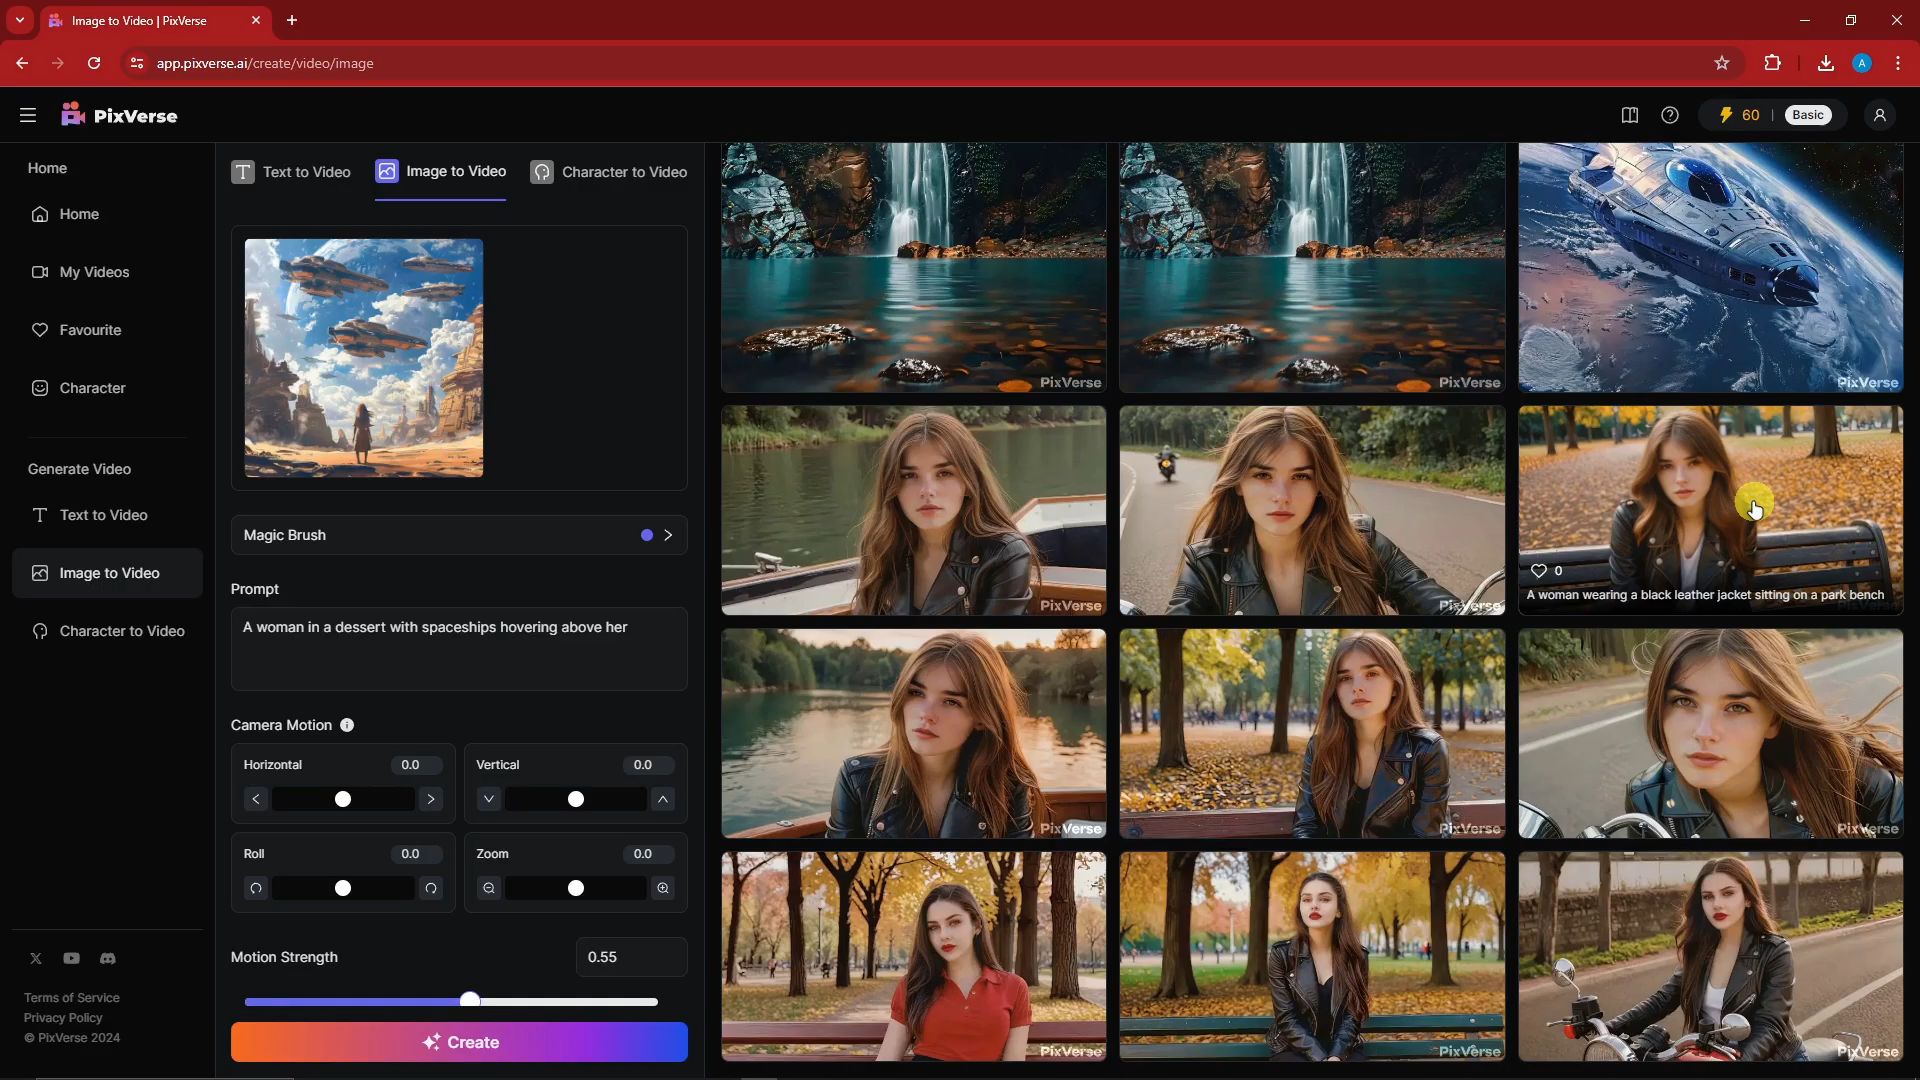 Image to Video | PixVerse
app.pixverse.ai/create/video/image
A
PixVerse
60 | Basic
Home
Home
My Videos
Favourite
Character
Generate Video
Text to Video
Image to Video
Character to Video
Terms of Service
Privacy Policy
© PixVerse 2024
Text to Video
Image to Video
Character to Video
Magic Brush
Prompt
A woman in a dessert with spaceships hovering above her
Camera Motion
Horizontal 0.0
Vertical 0.0
Roll 0.0
Zoom 0.0
Motion Strength 0.55
Create
PixVerse
PixVerse
PixVerse
PixVerse
PixVerse
0
A woman wearing a black leather jacket sitting on a park bench
PixVerse
PixVerse
PixVerse
PixVerse
PixVerse
PixVerse